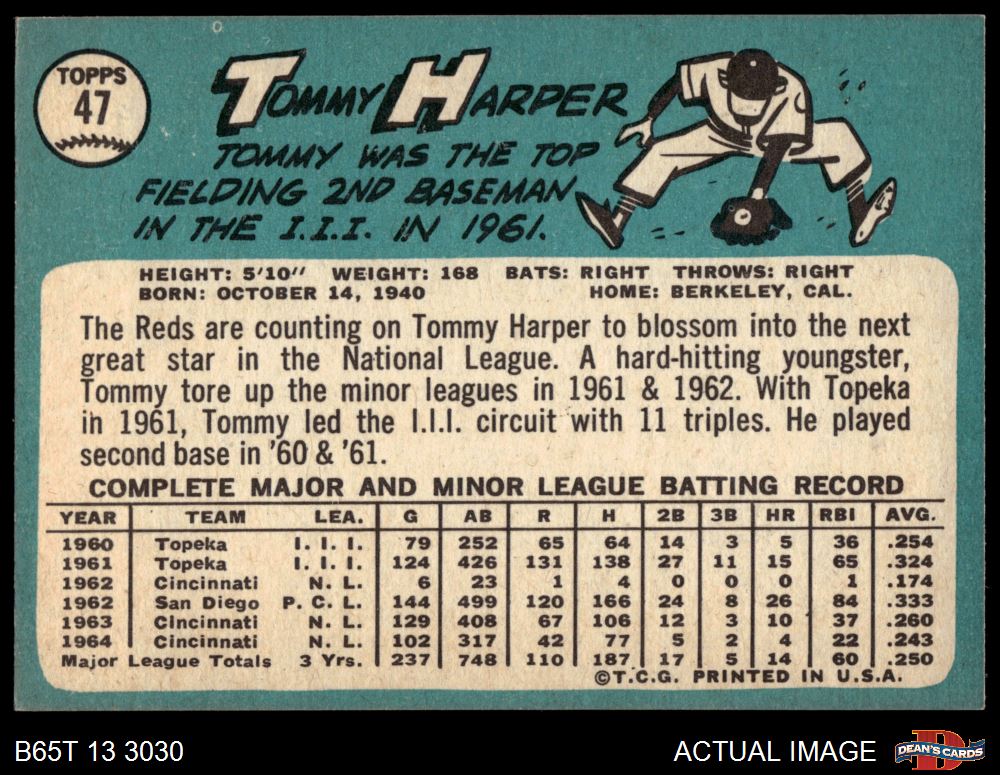 TOPPS
47
TOMMY HARPER
TOMMY WAS THE TOP
FIELDING 2ND BASEMAN
IN THE I.I.I. IN 1961.
HEIGHT: 5'10" WEIGHT: 168 BATS: RIGHT THROWS: RIGHT
BORN: OCTOBER 14, 1940 HOME: BERKELEY, CAL.
The Reds are counting on Tommy Harper to blossom into the next
great star in the National League. A hard-hitting youngster,
Tommy tore up the minor leagues in 1961 & 1962. With Topeka
in 1961, Tommy led the I.I.I. circuit with 11 triples. He played
second base in '60 & '61.
COMPLETE MAJOR AND MINOR LEAGUE BATTING RECORD
YEAR TEAM LEA. G AB R H 2B 3B HR RBI AVG.
1960 Topeka I. I. I. 79 252 65 64 14 3 5 36 .254
1961 Topeka I. I. I. 124 426 131 138 27 11 15 65 .324
1962 Cincinnati N. L. 6 23 1 4 0 0 0 1 .174
1962 San Diego P. C. L. 144 499 120 166 24 8 26 84 .333
1963 Cincinnati N. L. 129 408 67 106 12 3 10 37 .260
1964 Cincinnati N. L. 102 317 42 77 5 2 4 22 .243
Major League Totals 3 Yrs. 237 748 110 187 17 5 14 60 .250
©T.C.G. PRINTED IN U.S.A.
B65T 13 3030 ACTUAL IMAGE
DEAN'S CARDS